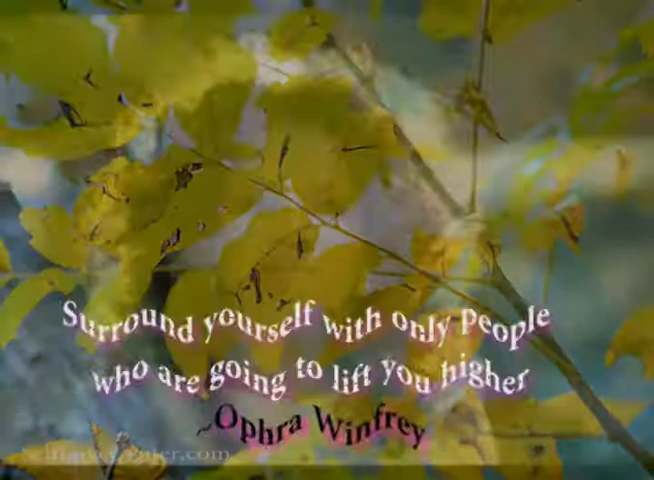 Surround yourself with only People
who are going to lift you higher
~Ophra Winfrey